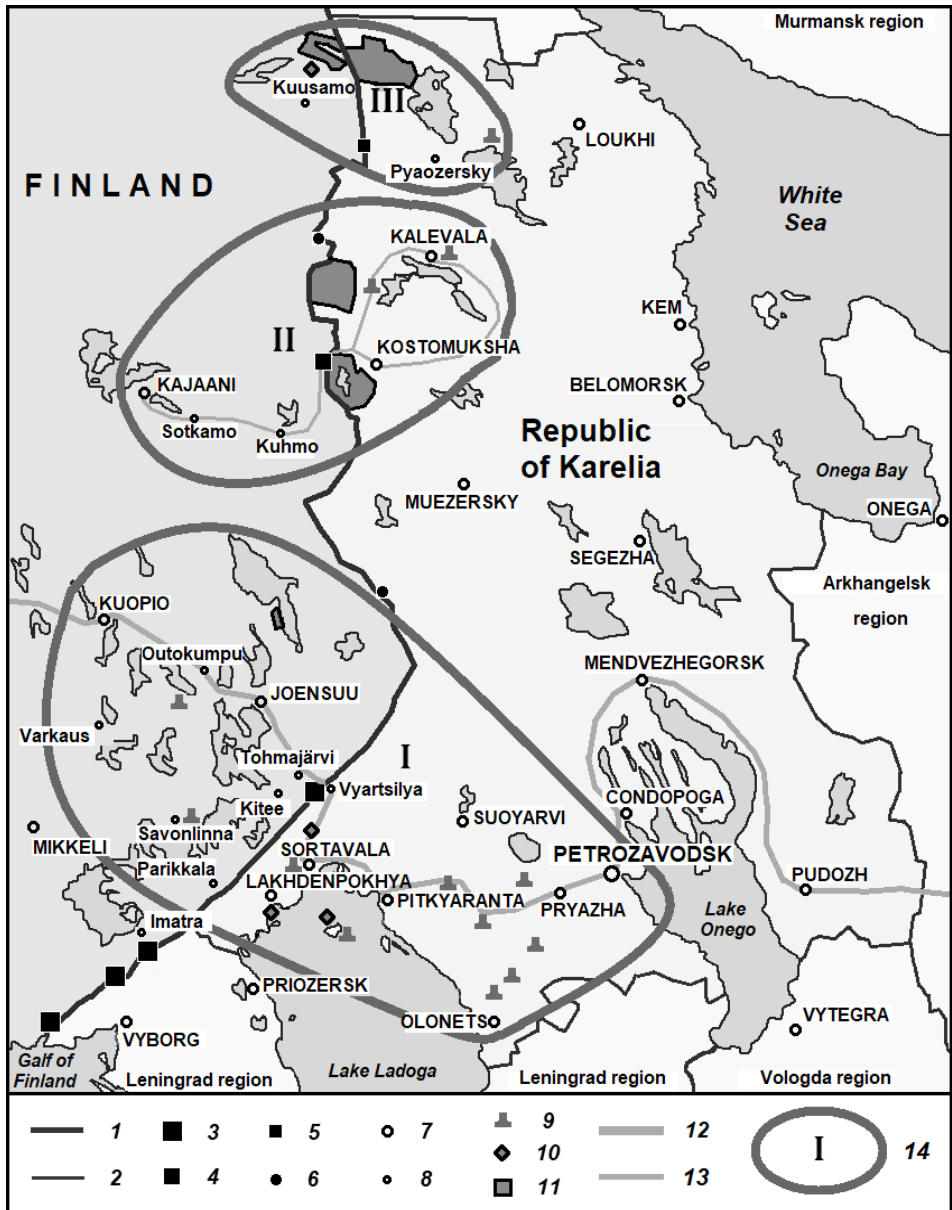 Murmansk region
Kuusamo
III
LOUKHI
Pyaozersky
FINLAND
White
Sea
KALEVALA
KEM
II
KOSTOMUKSHA
KAJAANI
BELOMORSK
Sotkamo
Kuhmo
Republic
of Karelia
Onega Bay
MUEZERSKY
ONEGA
SEGEZHA
Arkhangelsk
region
KUOPIO
Outokumpu
MENDVEZHEGORSK
JOENSUU
Varkaus
Tohmajärvi
I
Vyartsilya
Kitee
CONDOPOGA
SUOYARVI
Savonlinna
MIKKELI
SORTAVALA
PETROZAVODSK
Parikkala
LAKHDENPOKHYA
PITKYARANTA
PRYAZHA
PUDOZH
Imatra
Lake
Onego
PRIOZERSK
OLONETS
VYTEGRA
VYBORG
Galf of
Finland
Leningrad region
Lake Ladoga
Leningrad region
Vologda region
1 3 5 7 9 12 I 14
10
2 4 6 8 11 13